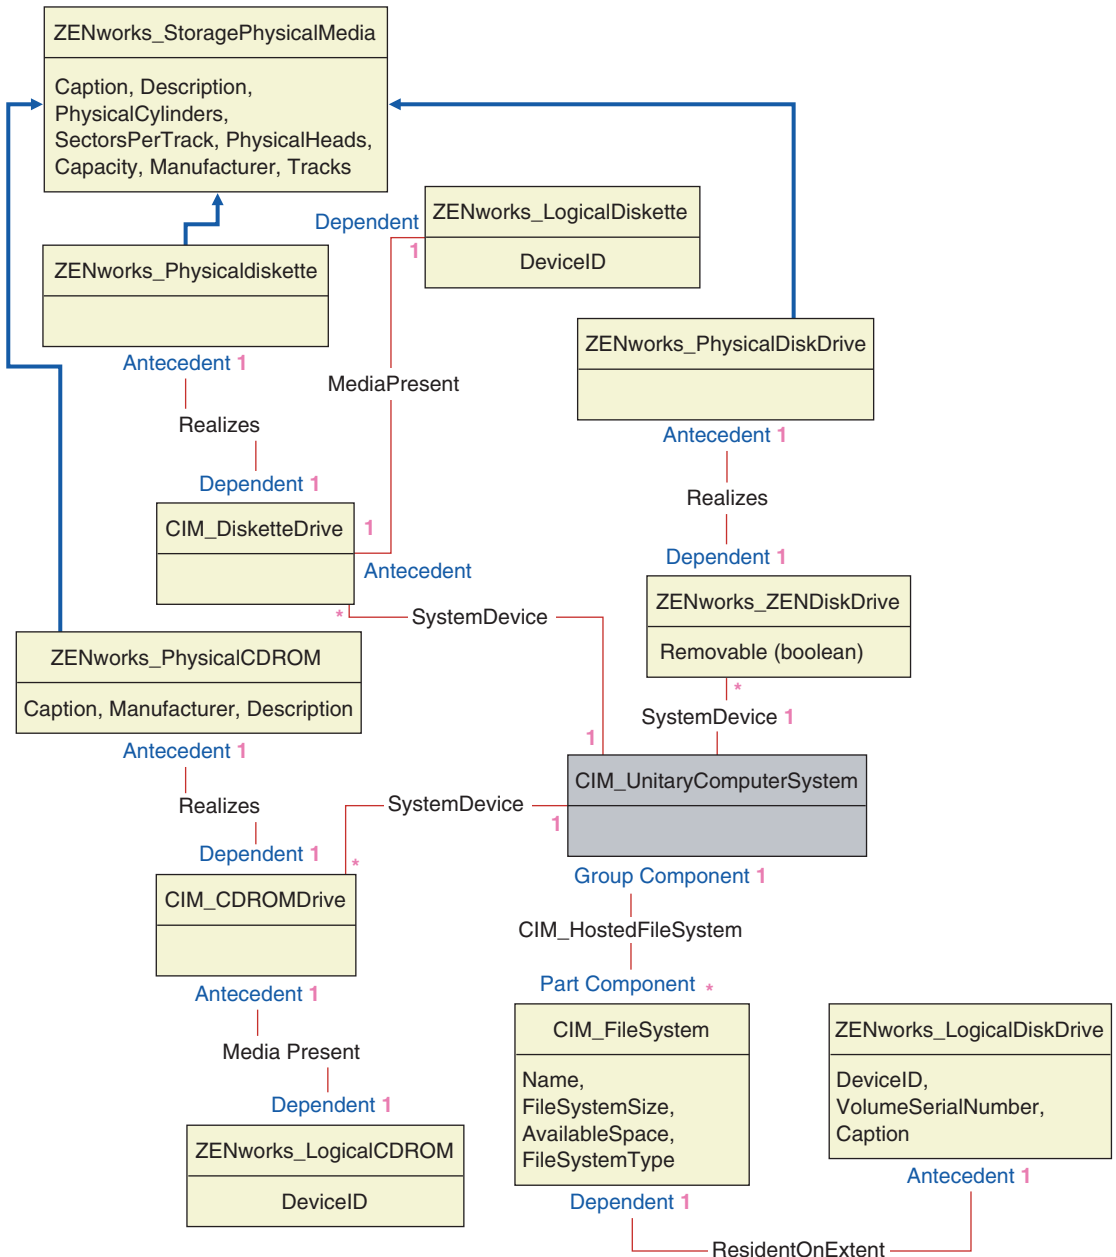 ZENworks_StoragePhysicalMedia
Caption, Description,
PhysicalCylinders,
SectorsPerTrack, PhysicalHeads,
Capacity, Manufacturer, Tracks
Dependent
1
ZENworks_LogicalDiskette
DeviceID
ZENworks_Physicaldiskette
Antecedent 1
Realizes
Dependent 1
MediaPresent
ZENworks_PhysicalDiskDrive
Antecedent 1
Realizes
Dependent 1
CIM_DisketteDrive
1
Antecedent
*
SystemDevice
1
ZENworks_ZENDiskDrive
Removable (boolean)
*
SystemDevice 1
ZENworks_PhysicalCDROM
Caption, Manufacturer, Description
Antecedent 1
Realizes
Dependent 1
SystemDevice
1
*
CIM_UnitaryComputerSystem
Group Component 1
CIM_HostedFileSystem
Part Component *
CIM_CDROMDrive
Antecedent 1
Media Present
Dependent 1
ZENworks_LogicalCDROM
DeviceID
CIM_FileSystem
Name,
FileSystemSize,
AvailableSpace,
FileSystemType
Dependent 1
ZENworks_LogicalDiskDrive
DeviceID,
VolumeSerialNumber,
Caption
Antecedent 1
ResidentOnExtent